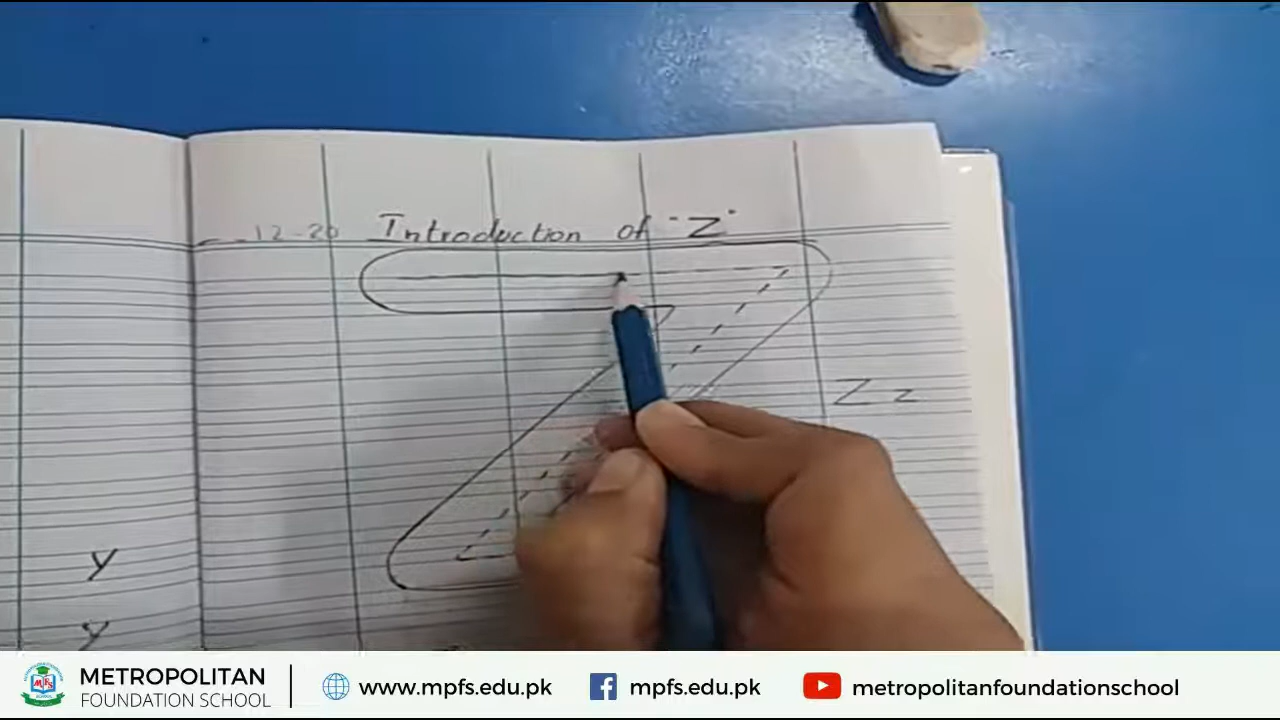 12-20 Introduction of "Z"
Z z
y
y
METROPOLITAN
FOUNDATION SCHOOL
www.mpfs.edu.pk
mpfs.edu.pk
metropolitanfoundationschool